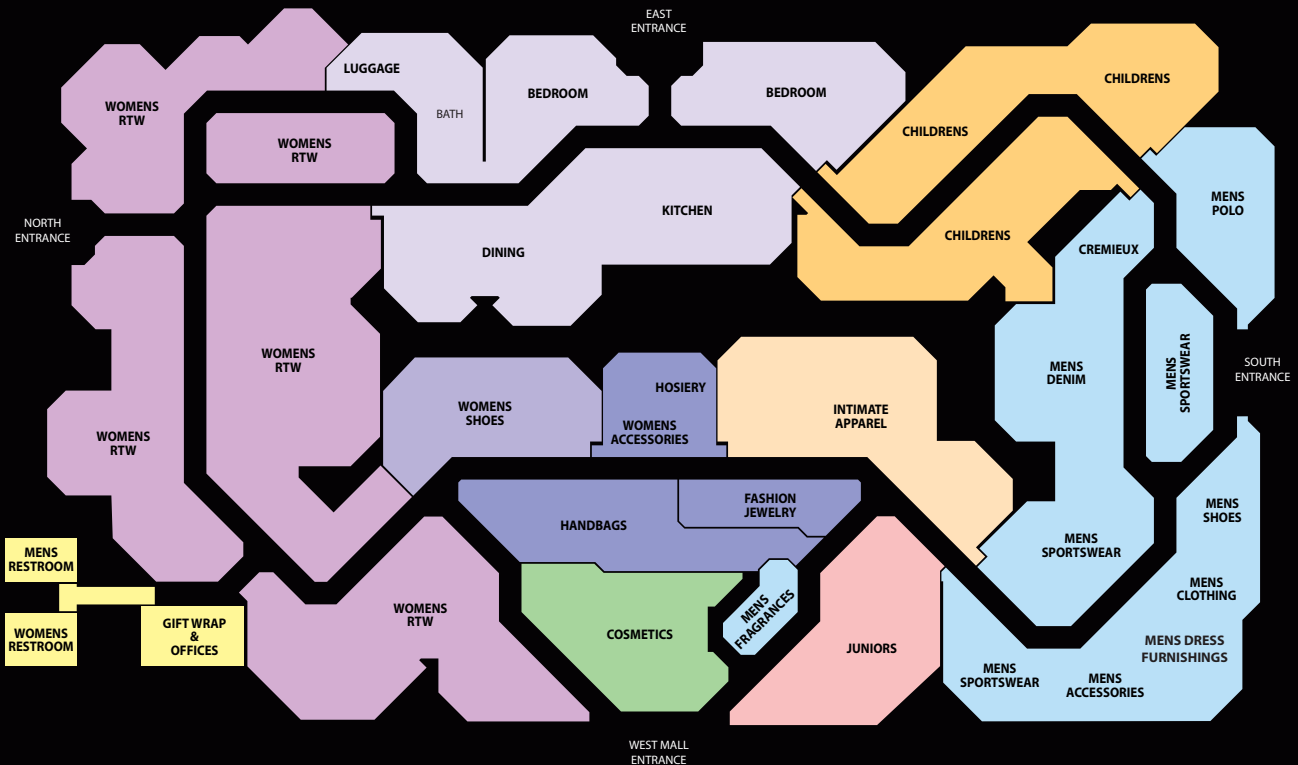 EAST
ENTRANCE
LUGGAGE
CHILDRENS
BEDROOM
BEDROOM
WOMENS
RTW
BATH
CHILDRENS
WOMENS
RTW
MENS
POLO
KITCHEN
NORTH
ENTRANCE
CHILDRENS
CREMIEUX
DINING
WOMENS
RTW
MENS
DENIM
MENS
SPORTSWEAR
SOUTH
ENTRANCE
HOSIERY
WOMENS
SHOES
INTIMATE
APPAREL
WOMENS
ACCESSORIES
WOMENS
RTW
FASHION
JEWELRY
MENS
SHOES
HANDBAGS
MENS
SPORTSWEAR
MENS
RESTROOM
MENS
CLOTHING
WOMENS
RTW
MENS
FRAGRANCES
GIFT WRAP
&
OFFICES
WOMENS
RESTROOM
COSMETICS
JUNIORS
MENS DRESS
FURNISHINGS
MENS
SPORTSWEAR
MENS
ACCESSORIES
WEST MALL
ENTRANCE